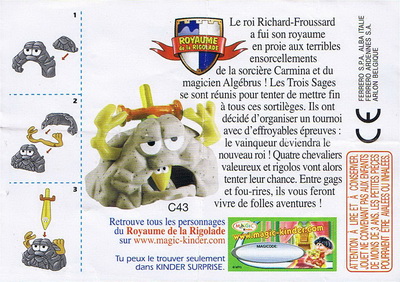 1
2
3
ROYAUME
de la RIGOLADE
Le roi Richard-Froussard
a fui son royaume
en proie aux terribles
ensorcellements
de la sorcière Carmina et du
magicien Algébrus ! Les Trois Sages
se sont réunis pour tenter de mettre fin
à tous ces sortilèges. Ils ont
décidé d'organiser un tournoi
avec d'effroyables épreuves :
le vainqueur deviendra le
nouveau roi ! Quatre chevaliers
valeureux et rigolos vont alors
tenter leur chance. Entre gags
et fou-rires, ils vous feront
vivre de folles aventures !
C43
Retrouve tous les personnages
du Royaume de la Rigolade
sur www.magic-kinder.com
Tu peux le trouver seulement
dans KINDER SURPRISE.
www.magic-kinder.com
MAGICODE
FERRERO S.P.A. ALBA ITALIE
FERRERO ARDENNES S.A.
ARLON BELGIQUE
CE
ATTENTION ! A LIRE ET A CONSERVER.
JOUET NE CONVENANT PAS AUX ENFANTS
DE MOINS DE 3 ANS. LES PETITES PIECES
POURRAIENT ETRE AVALEES OU INHALEES.